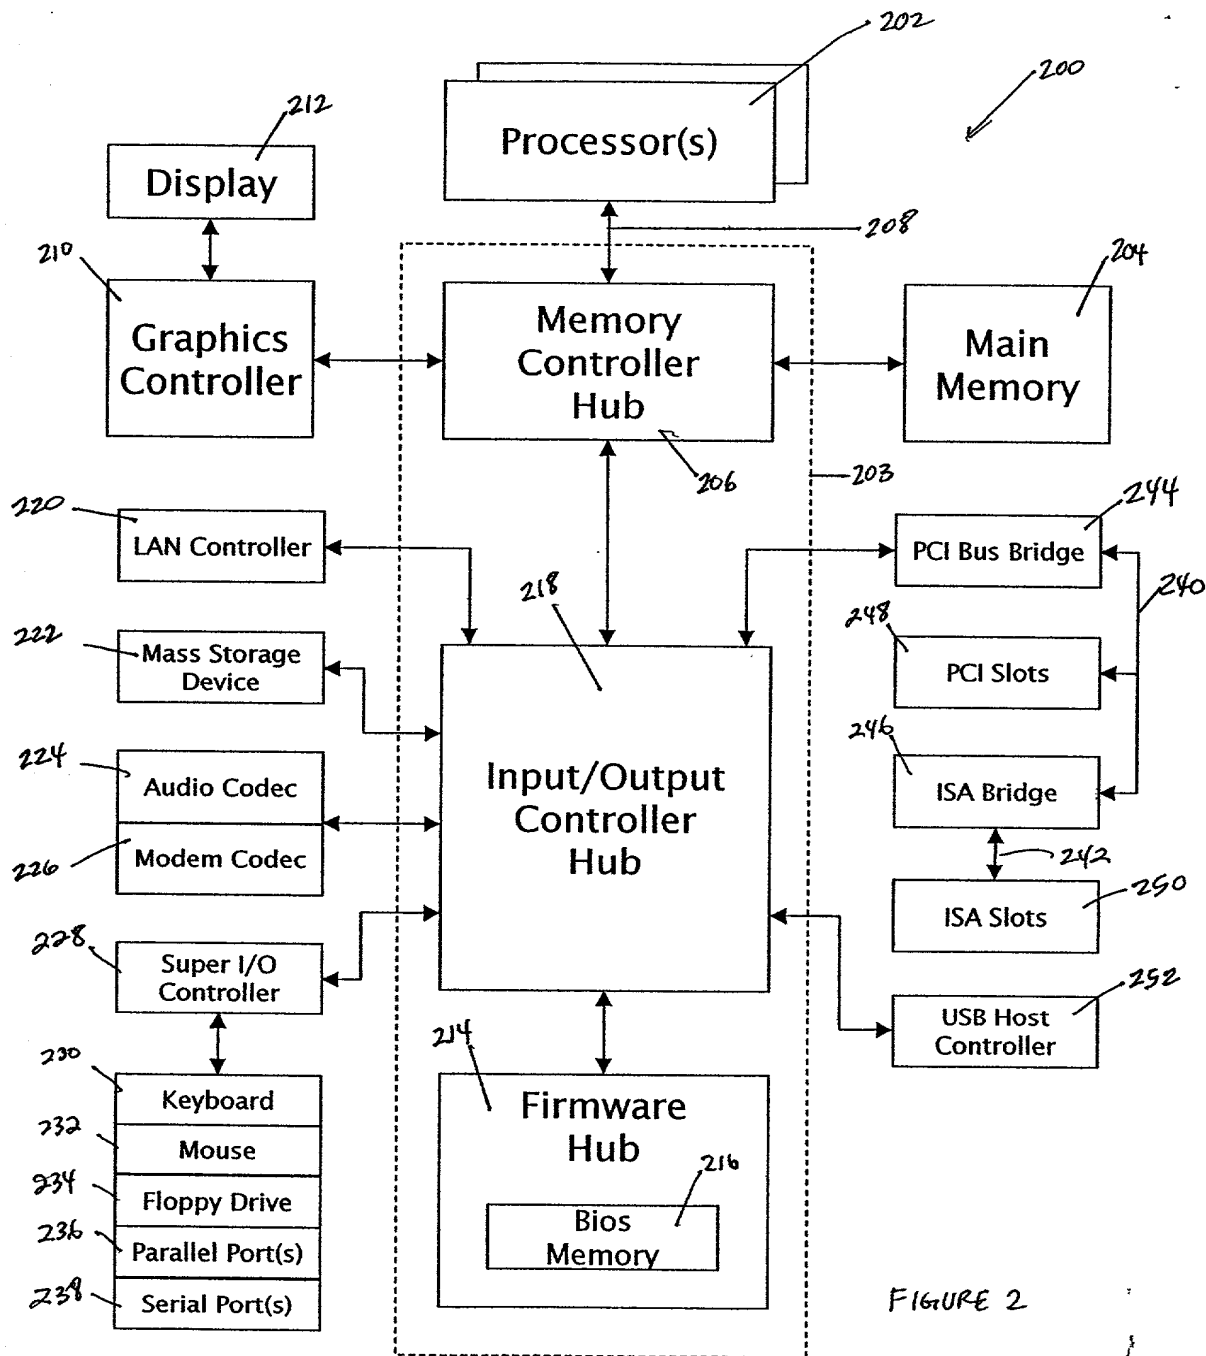 202
200
Processor(s)
212
Display
208
210
204
Graphics
Controller
Memory
Controller
Hub
Main
Memory
206
203
220
LAN Controller
244
PCI Bus Bridge
240
218
222
Mass Storage
Device
248
PCI Slots
224
Audio Codec
226
Modem Codec
Input/Output
Controller
Hub
246
ISA Bridge
242
250
ISA Slots
228
Super I/O
Controller
252
USB Host
Controller
214
Firmware
Hub
216
Bios
Memory
230
Keyboard
232
Mouse
234
Floppy Drive
236
Parallel Port(s)
238
Serial Port(s)
FIGURE 2